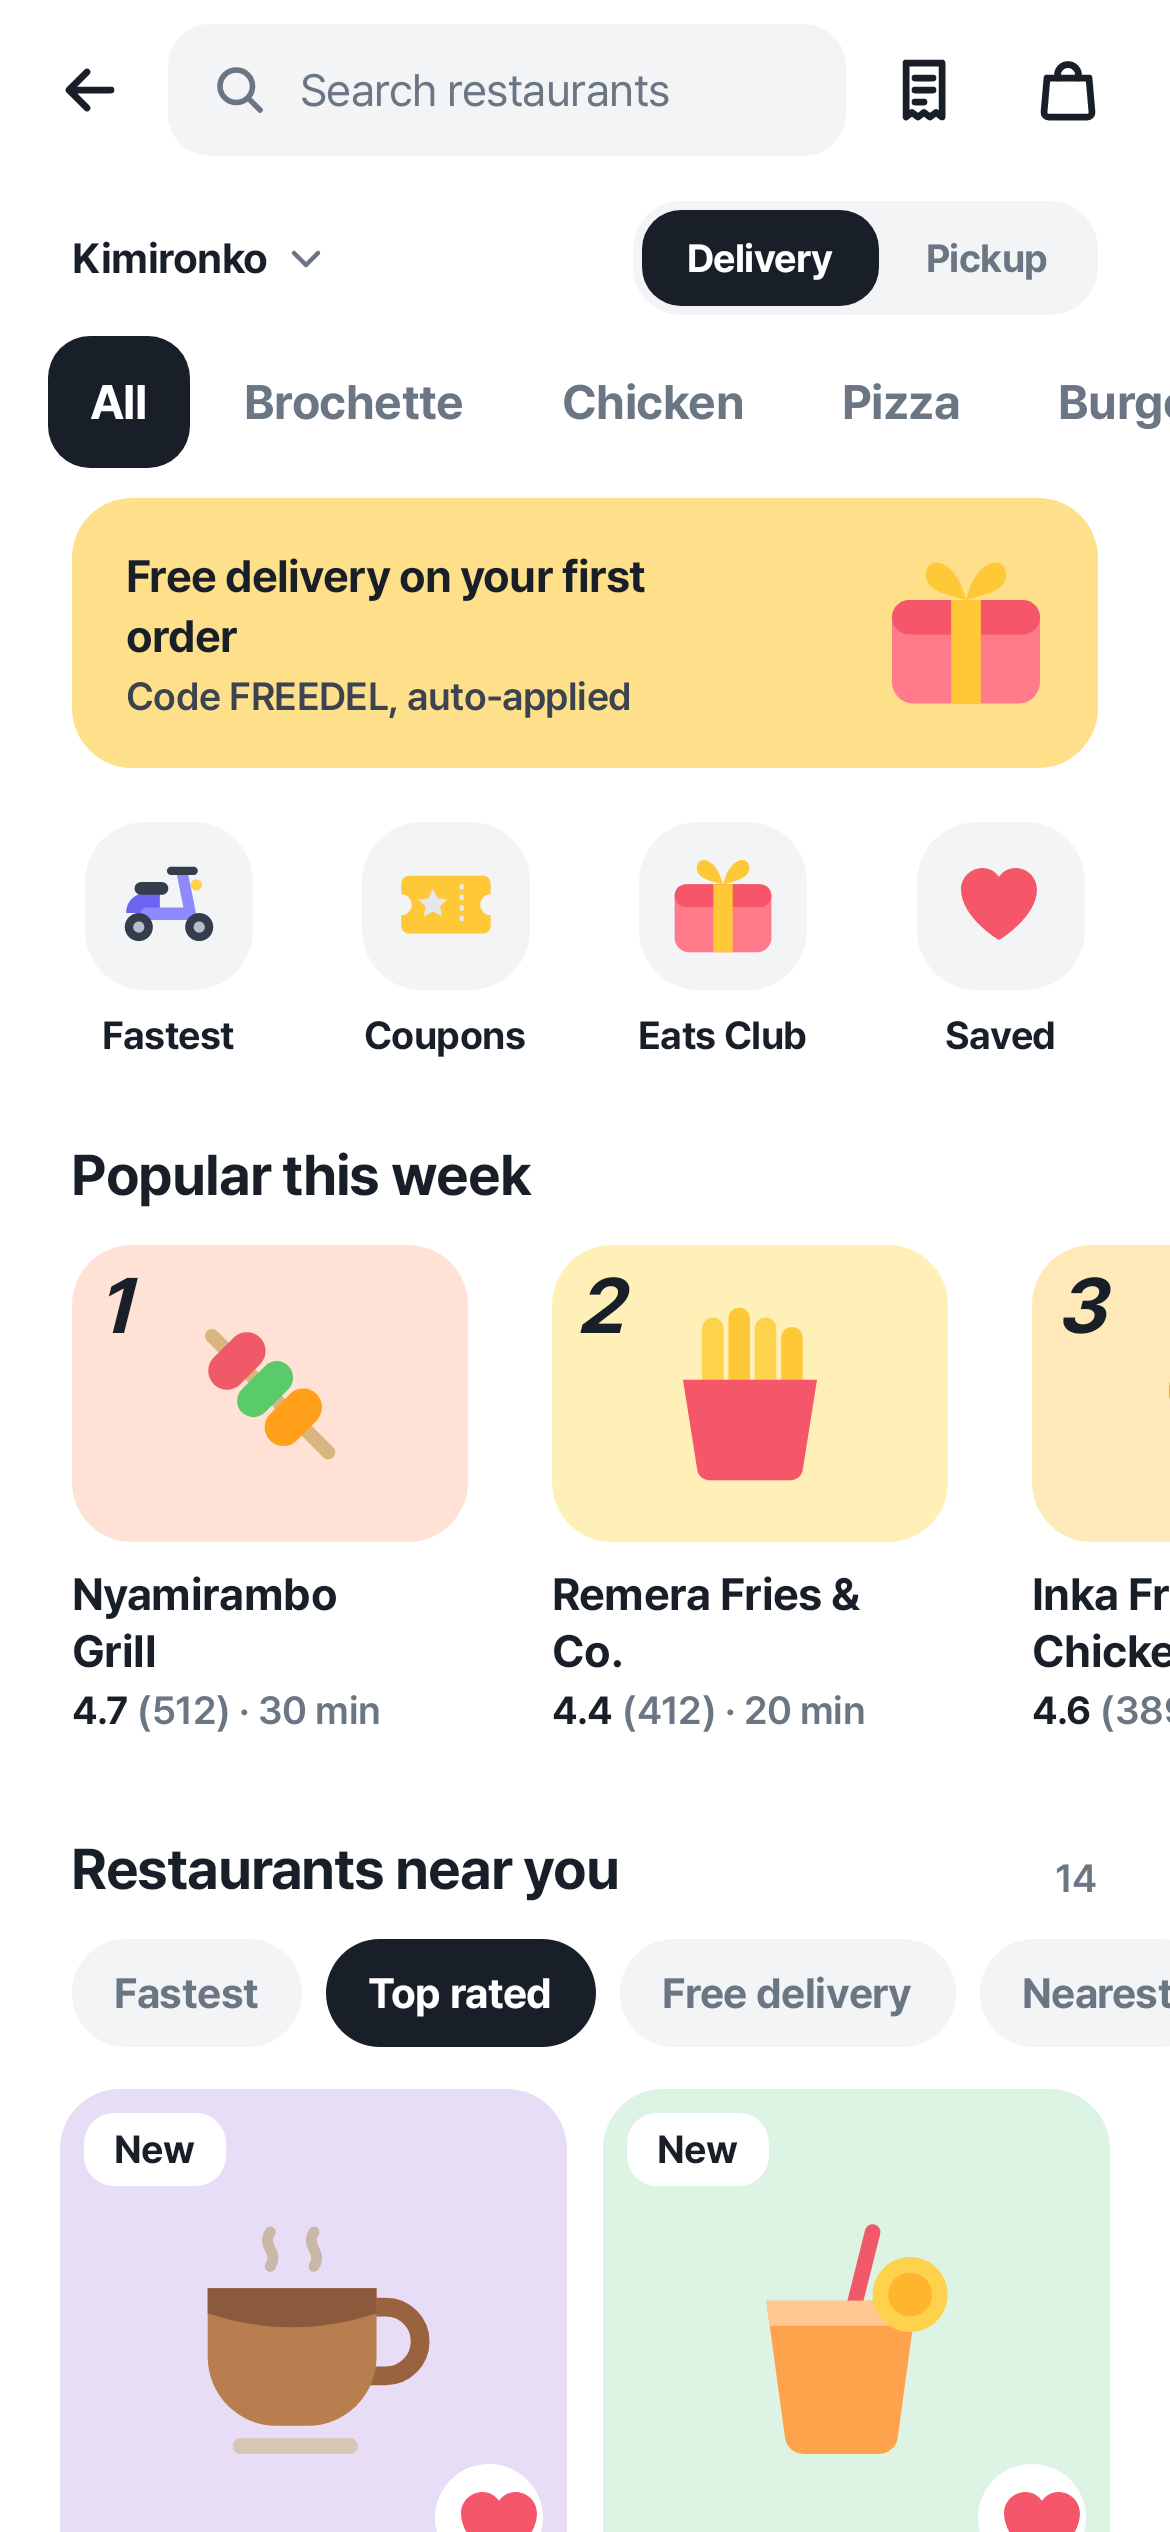 Search restaurants
Kimironko
Delivery
Pickup
All
Brochette
Chicken
Pizza
Free delivery on your first
order
Code FREEDEL, auto-applied
Fastest
Coupons
Eats Club
Saved
Popular this week
1
2
3
Nyamirambo
Grill
4.7 (512) · 30 min
Remera Fries &
Co.
4.4 (412) · 20 min
Inka
4.6
Restaurants near you
14
Fastest
Top rated
Free delivery
Nearest
New
New